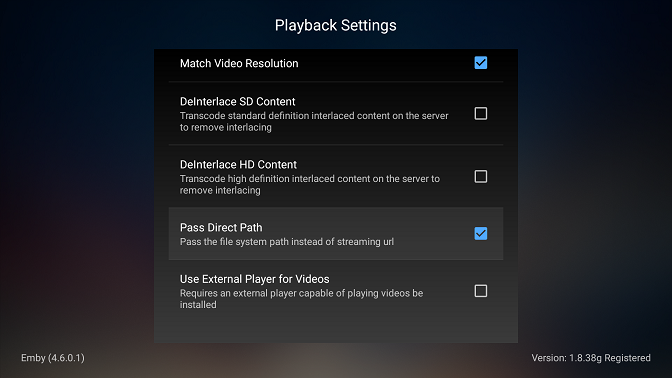 Playback Settings
Match Video Resolution
DeInterlace SD Content
Transcode standard definition interlaced content on the server
to remove interlacing
DeInterlace HD Content
Transcode high definition interlaced content on the server to
remove interlacing
Pass Direct Path
Pass the file system path instead of streaming url
Use External Player for Videos
Requires an external player capable of playing videos be
installed
Emby (4.6.0.1)
Version: 1.8.38g Registered